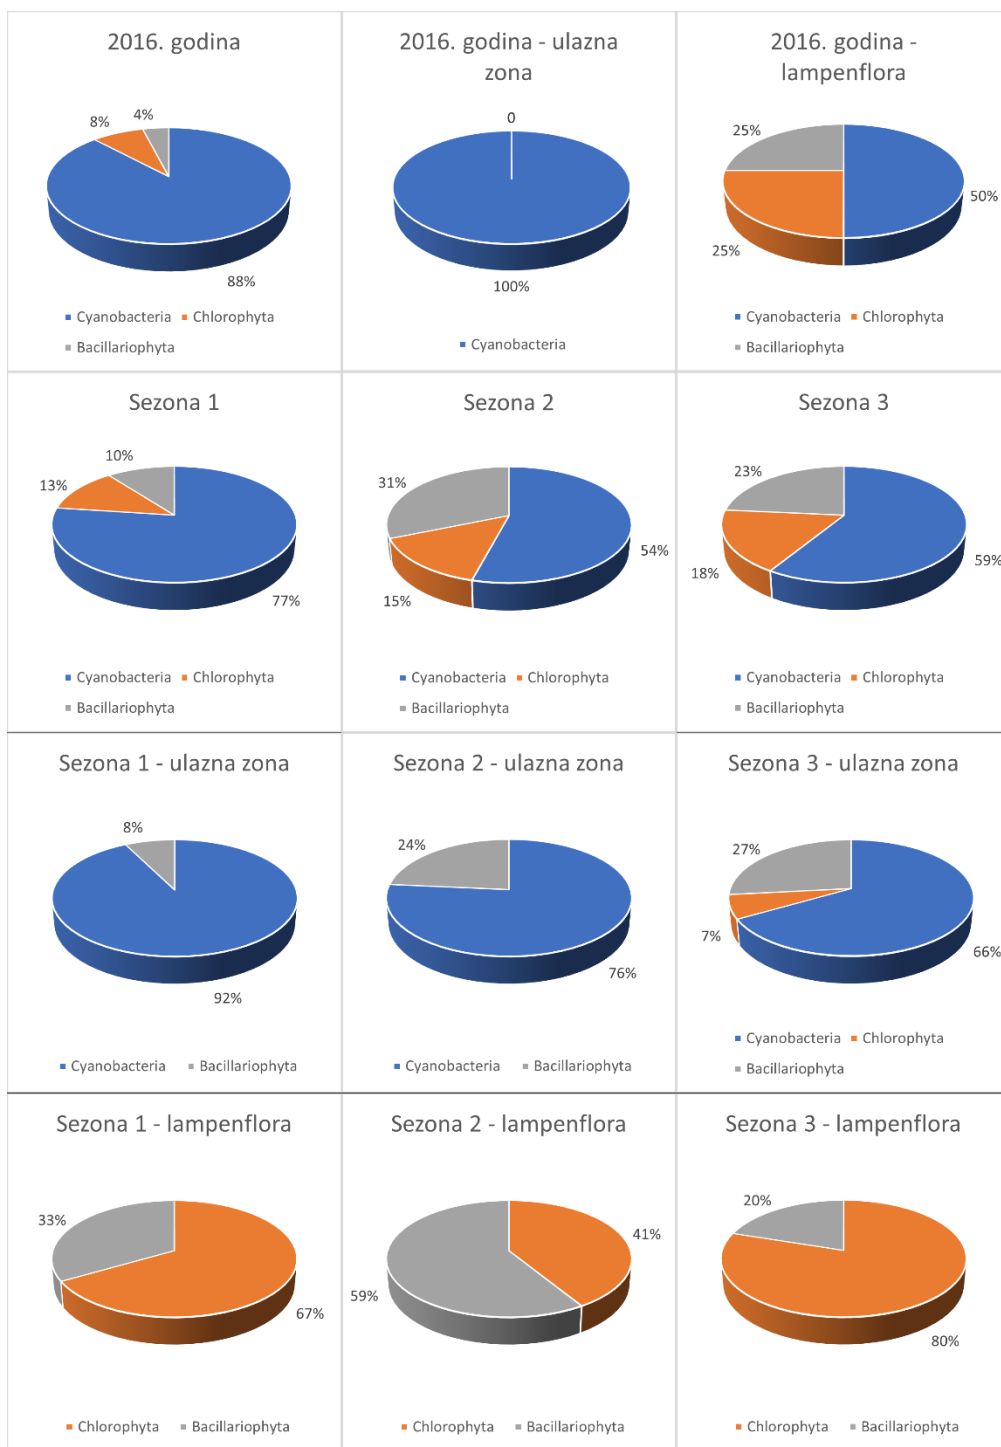 2016. godina
4%
8%
88%
Cyanobacteria Chlorophyta
Bacillariophyta
2016. godina - ulazna
zona
0
100%
Cyanobacteria
2016. godina -
lampenflora
25%
50%
25%
Cyanobacteria Chlorophyta
Bacillariophyta
Sezona 1
10%
13%
77%
Cyanobacteria Chlorophyta
Bacillariophyta
Sezona 2
31%
54%
15%
Cyanobacteria Chlorophyta
Bacillariophyta
Sezona 3
23%
59%
18%
Cyanobacteria Chlorophyta
Bacillariophyta
Sezona 1 - ulazna zona
8%
92%
Cyanobacteria Bacillariophyta
Sezona 2 - ulazna zona
24%
76%
Cyanobacteria Bacillariophyta
Sezona 3 - ulazna zona
27%
7%
66%
Cyanobacteria Chlorophyta
Bacillariophyta
Sezona 1 - lampenflora
33%
67%
Chlorophyta Bacillariophyta
Sezona 2 - lampenflora
41%
59%
Chlorophyta Bacillariophyta
Sezona 3 - lampenflora
20%
80%
Chlorophyta Bacillariophyta